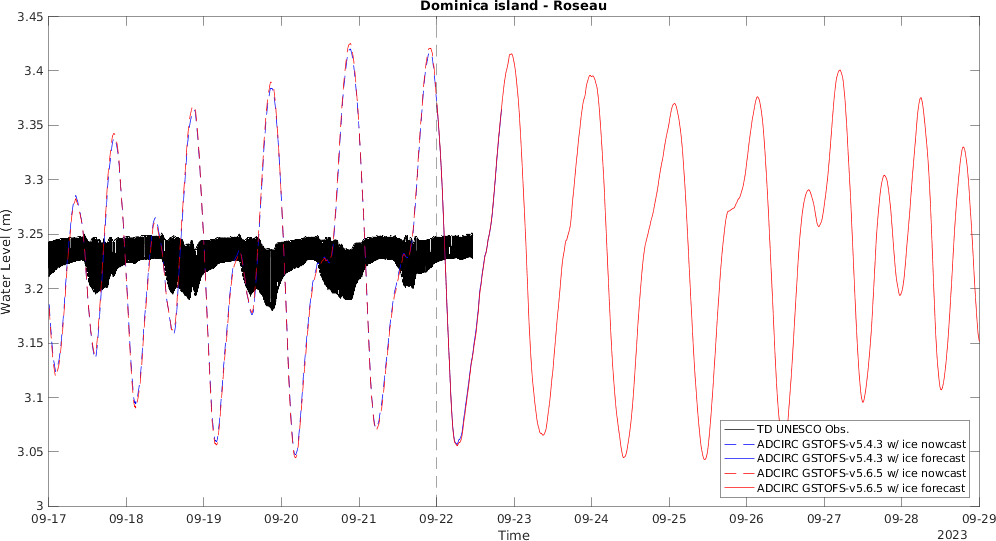 Dominica island - Roseau
3.45
3.4
3.35
3.3
3.25
3.2
3.15
3.1
3.05
3
Water Level (m)
09-17 09-18 09-19 09-20 09-21 09-22 09-23 09-24 09-25 09-26 09-27 09-28 09-29
Time
2023
TD UNESCO Obs.
ADCIRC GSTOFS-v5.4.3 w/ ice nowcast
ADCIRC GSTOFS-v5.4.3 w/ ice forecast
ADCIRC GSTOFS-v5.6.5 w/ ice nowcast
ADCIRC GSTOFS-v5.6.5 w/ ice forecast